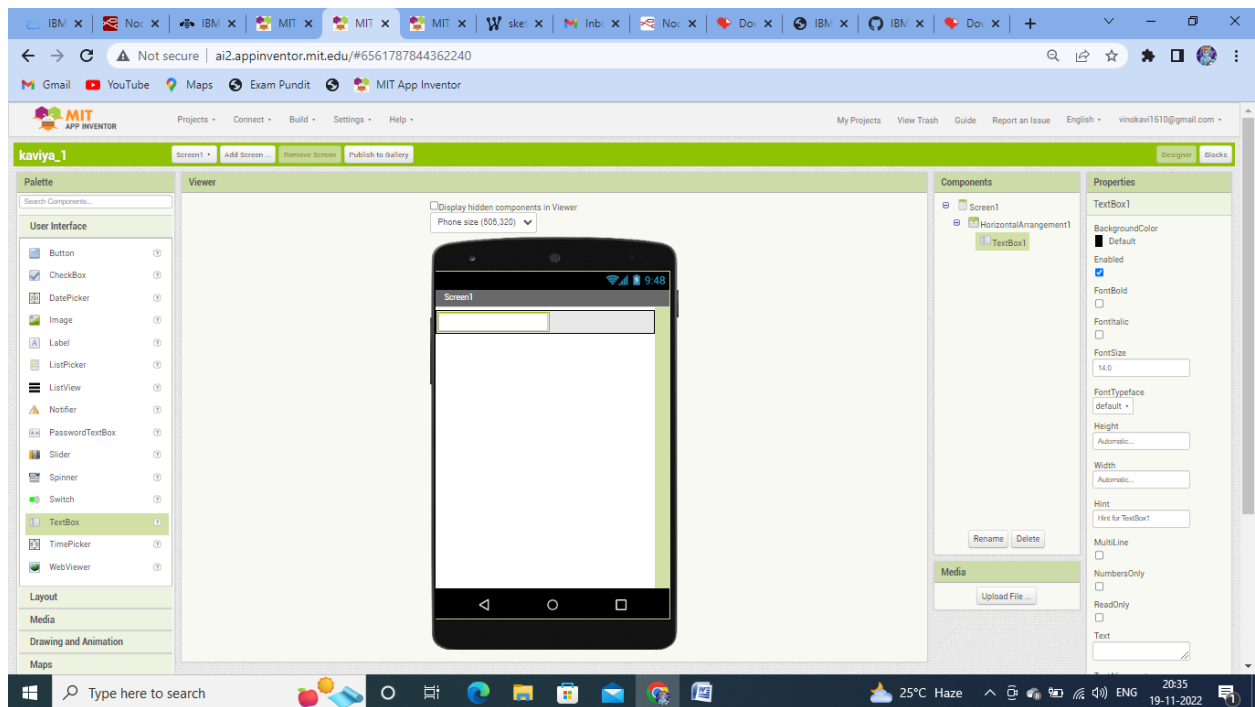 IBM Noc IBM MIT MIT MIT sket Inb Noc Dov IBM IBM Dov
Not secure ai2.appinventor.mit.edu/#6561787844362240
Gmail YouTube Maps Exam Pundit MIT App Inventor
MIT
APP INVENTOR
Projects Connect Build Settings Help
My Projects View Trash Guide Report an Issue English vinokavi1610@gmail.com
kaviya_1 Screen1 Add Screen ... Remove Screen Publish to Gallery Designer Blocks
Palette
Search Components...
User Interface
Button
CheckBox
DatePicker
Image
Label
ListPicker
ListView
Notifier
PasswordTextBox
Slider
Spinner
Switch
TextBox
TimePicker
WebViewer
Layout
Media
Drawing and Animation
Maps
Viewer
Display hidden components in Viewer
Phone size (505,320)
9:48
Screen1
Components
Screen1
HorizontalArrangement1
TextBox1
Rename Delete
Media
Upload File ...
Properties
TextBox1
BackgroundColor
Default
Enabled
FontBold
FontItalic
FontSize
14.0
FontTypeface
default
Height
Automatic...
Width
Automatic...
Hint
Hint for TextBox1
MultiLine
NumbersOnly
ReadOnly
Text
Type here to search
25°C Haze ENG 20:35
19-11-2022